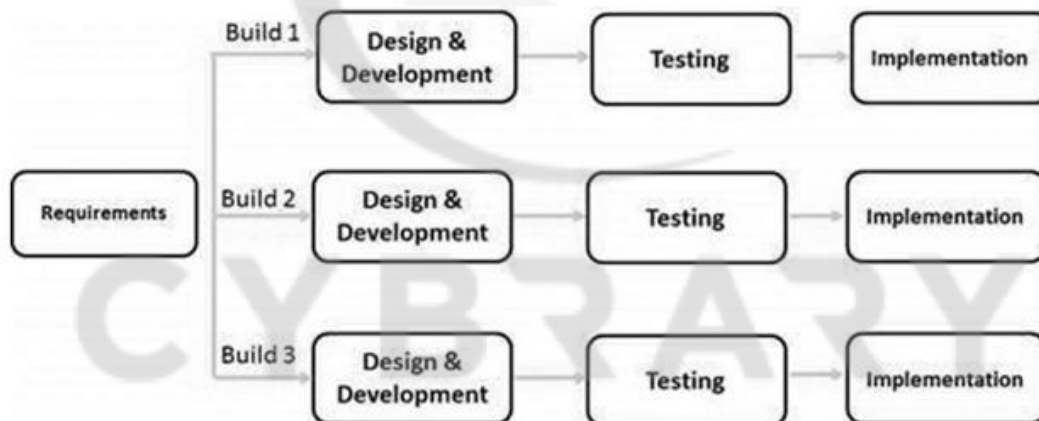 Build 1
Design &
Development
Testing
Implementation
Requirements
Build 2
Design &
Development
Testing
Implementation
CYBRARY
Build 3
Design &
Development
Testing
Implementation